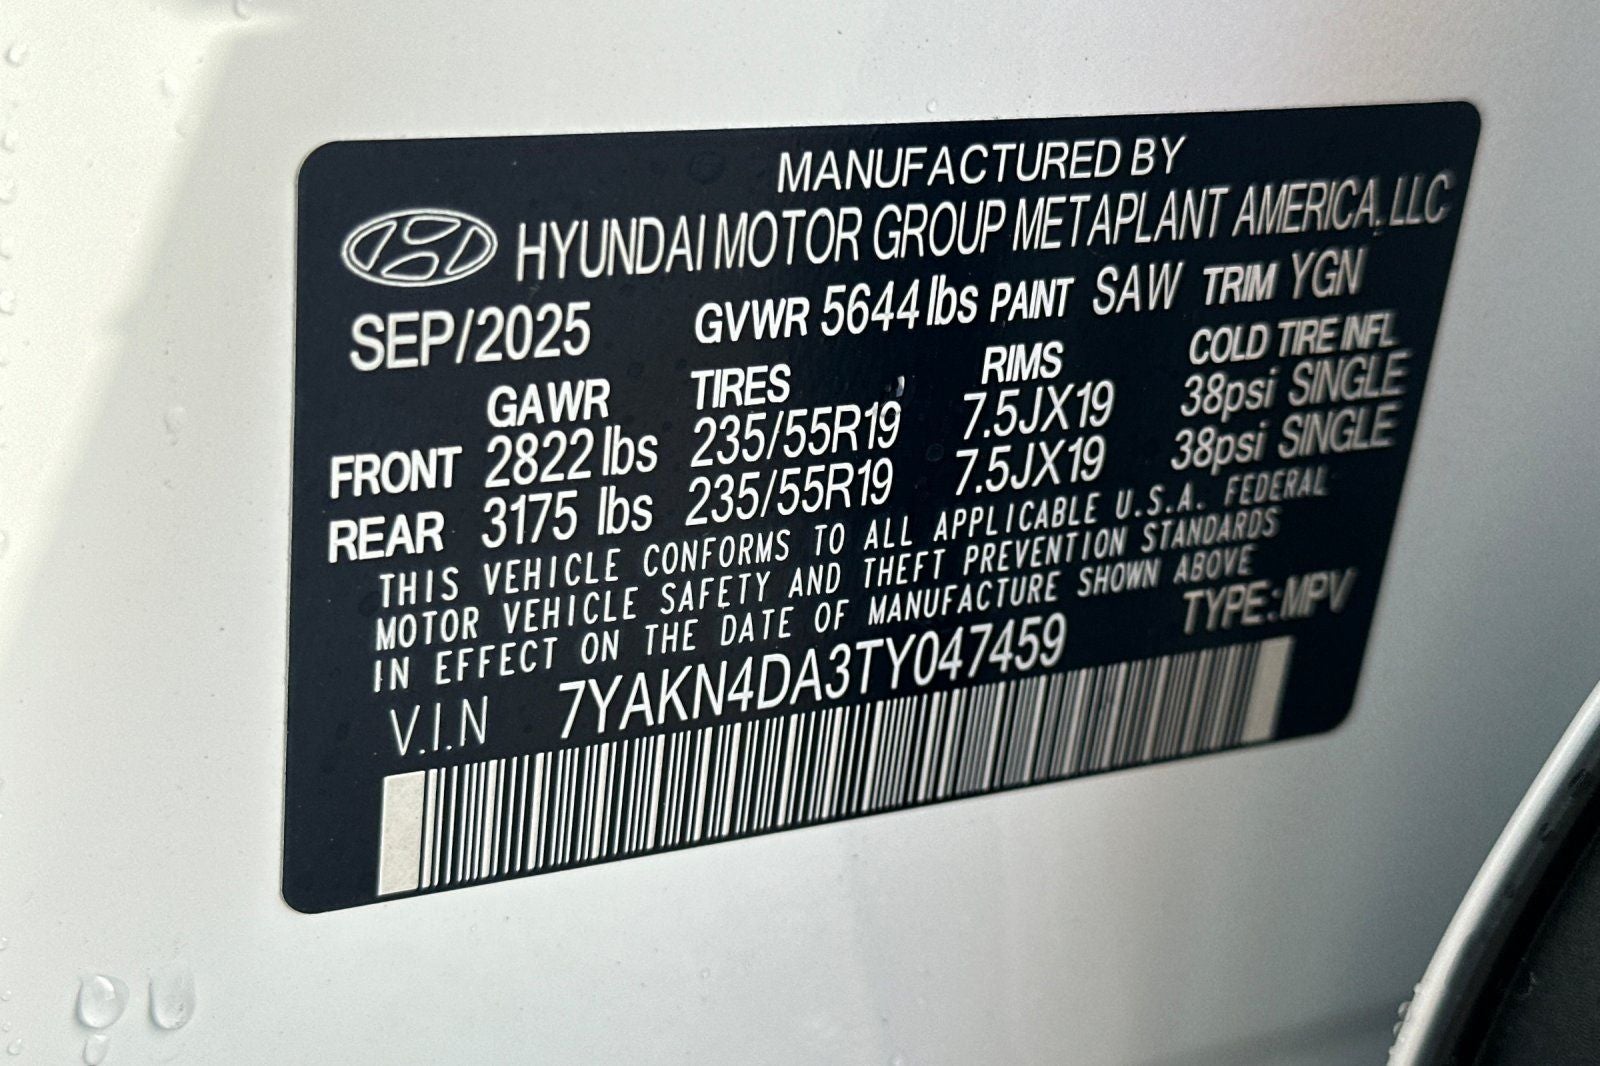 MANUFACTURED BY
HYUNDAI MOTOR GROUP METAPLANT AMERICA, LLC
SEP/2025 GVWR 5644 lbs PAINT SAW TRIM YGN
GAWR TIRES RIMS COLD TIRE INFL
FRONT 2822 lbs 235/55R19 7.5JX19 38psi SINGLE
REAR 3175 lbs 235/55R19 7.5JX19 38psi SINGLE
THIS VEHICLE CONFORMS TO ALL APPLICABLE U.S.A. FEDERAL
MOTOR VEHICLE SAFETY AND THEFT PREVENTION STANDARDS
IN EFFECT ON THE DATE OF MANUFACTURE SHOWN ABOVE
V.I.N 7YAKN4DA3TY047459 TYPE:MPV